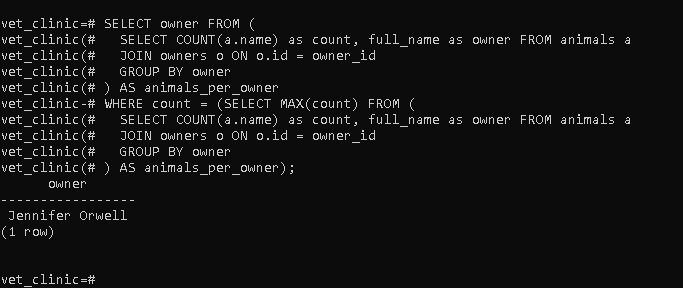 vet_clinic=# SELECT owner FROM (
vet_clinic(#   SELECT COUNT(a.name) as count, full_name as owner FROM animals a
vet_clinic(#   JOIN owners o ON o.id = owner_id
vet_clinic(#   GROUP BY owner
vet_clinic(# ) AS animals_per_owner
vet_clinic-# WHERE count = (SELECT MAX(count) FROM (
vet_clinic(#   SELECT COUNT(a.name) as count, full_name as owner FROM animals a
vet_clinic(#   JOIN owners o ON o.id = owner_id
vet_clinic(#   GROUP BY owner
vet_clinic(# ) AS animals_per_owner);
      owner
-----------------
 Jennifer Orwell
(1 row)
vet_clinic=#